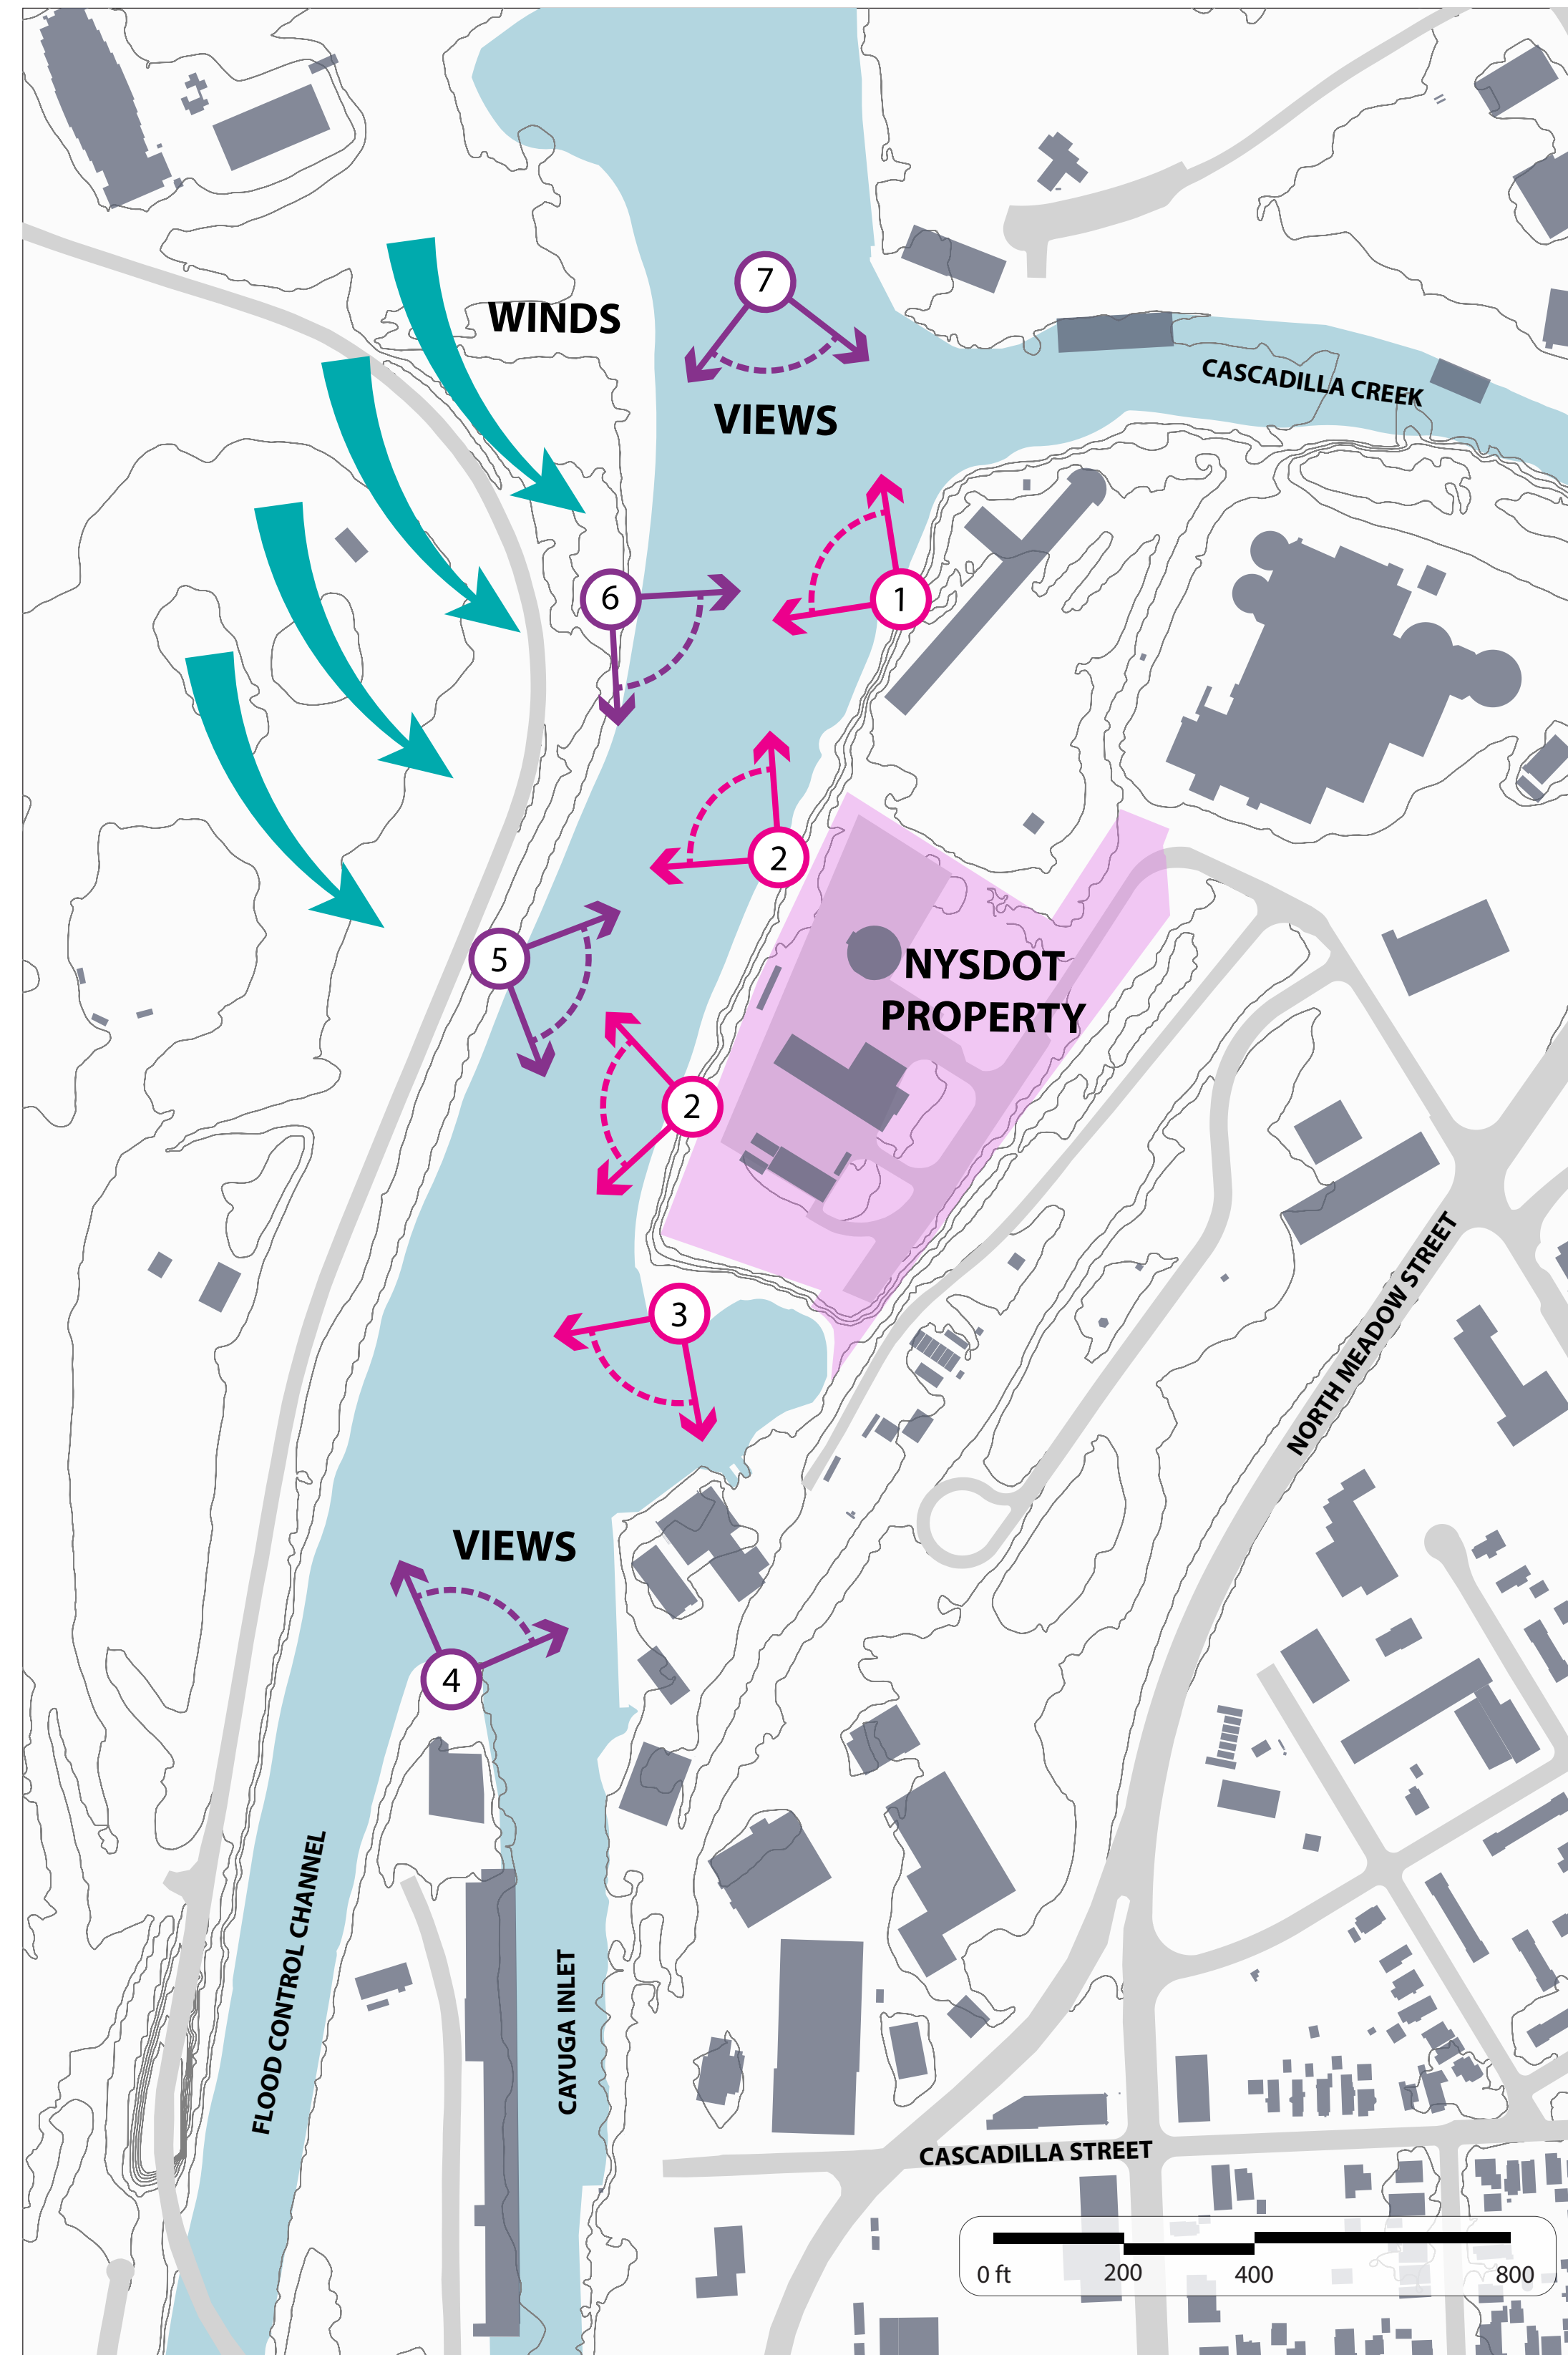 7
WINDS
VIEWS
CASCADILLA CREEK
6
1
2
5
NYSDOT
PROPERTY
2
3
NORTH MEADOW STREET
VIEWS
4
FLOOD CONTROL CHANNEL
CAYUGA INLET
CASCADILLA STREET
0 ft 200 400 800